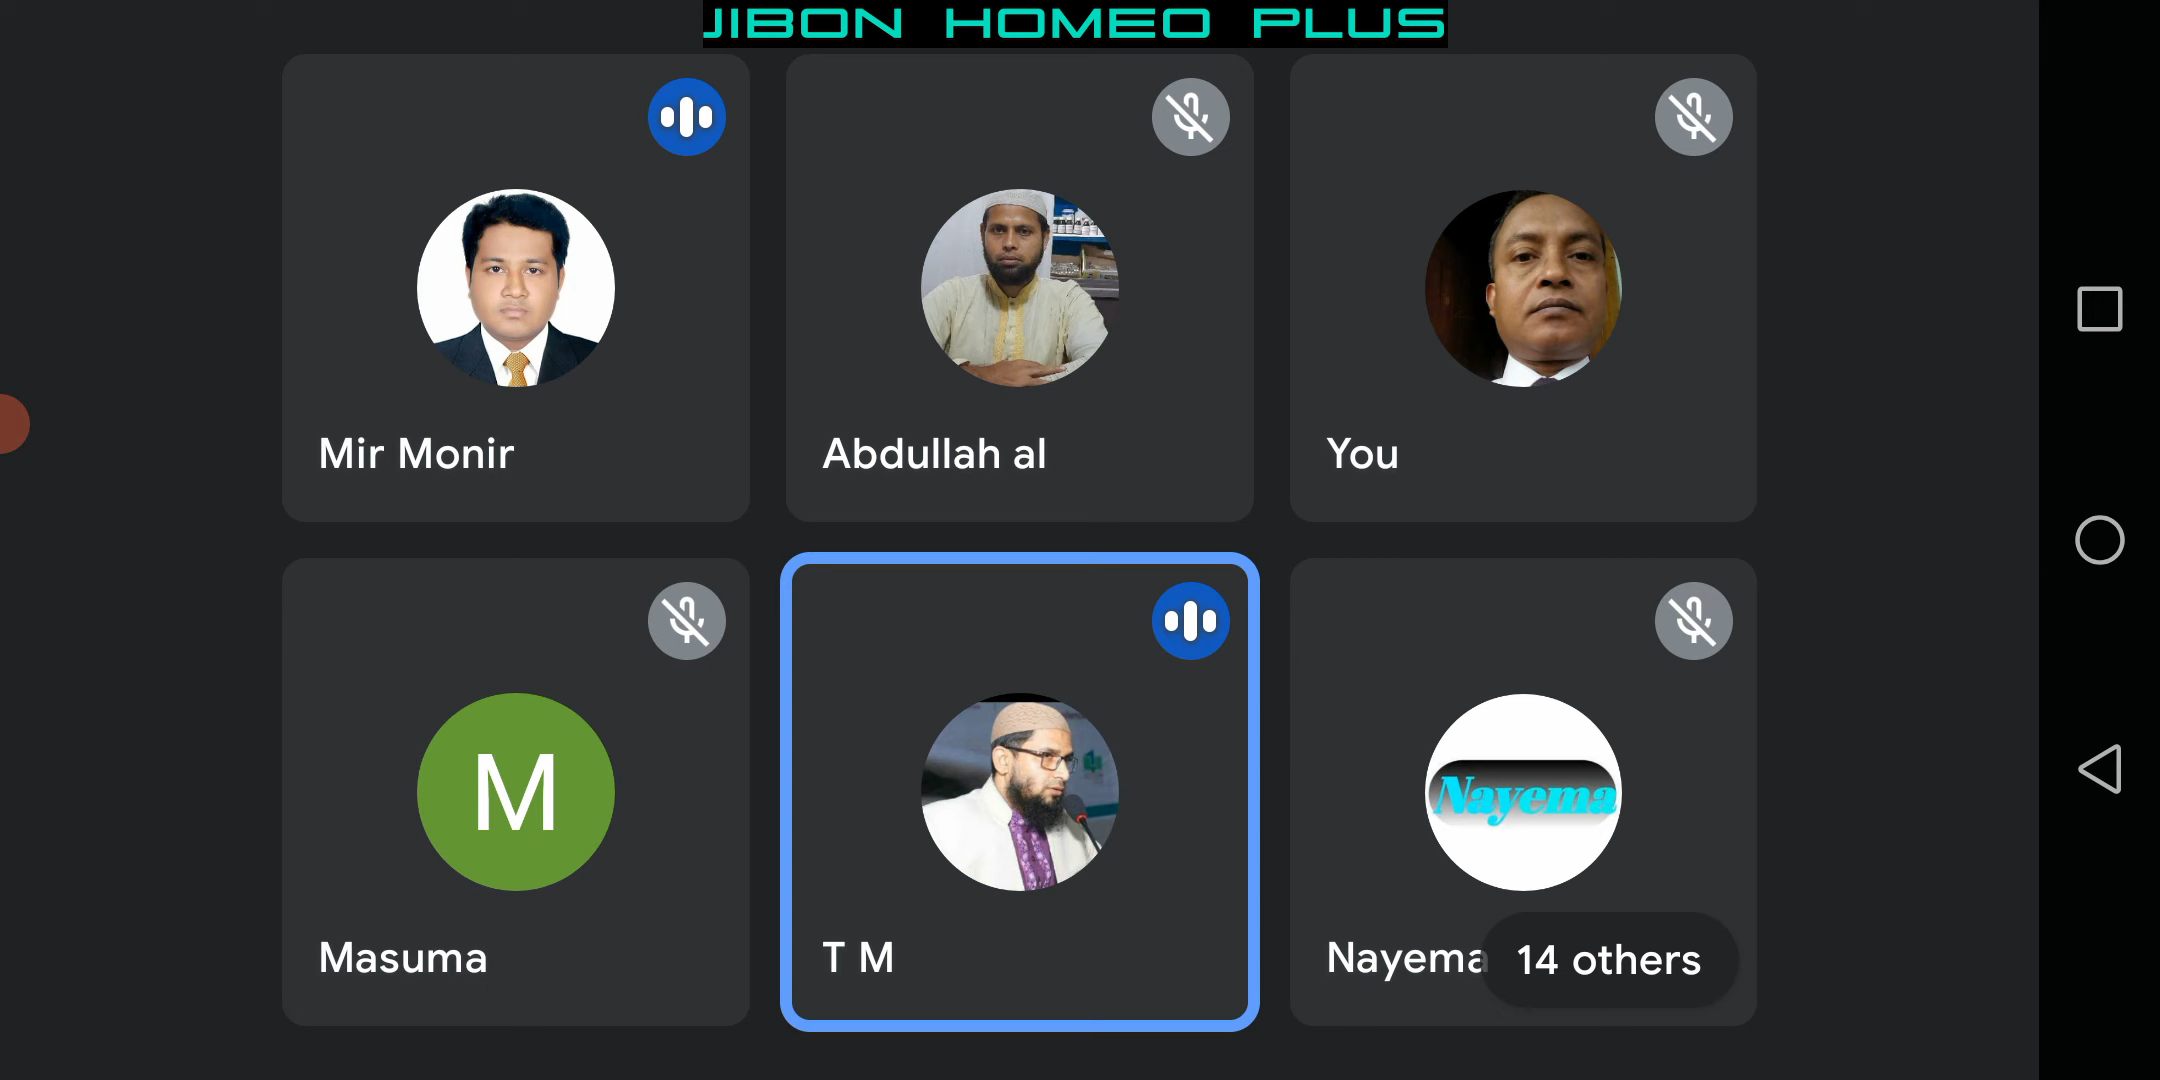 JIBON HOMEO PLUS
Mir Monir
Abdullah al
You
M
Masuma
T M
Nayema
Nayema
14 others